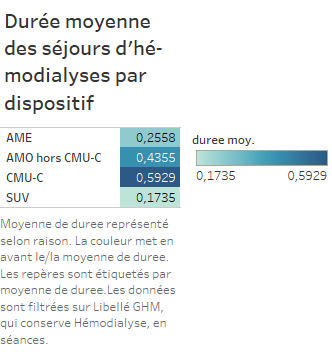 Durée moyenne
des séjours d'hé-
modialyses par
dispositif
AME 0,2558
AMO hors CMU-C 0,4355
CMU-C 0,5929
SUV 0,1735
duree moy.
0,1735 0,5929
Moyenne de duree représenté
selon raison. La couleur met en
avant le/la moyenne de duree.
Les repères sont étiquetés par
moyenne de duree.Les données
sont filtrées sur Libellé GHM,
qui conserve Hémodialyse, en
séances.